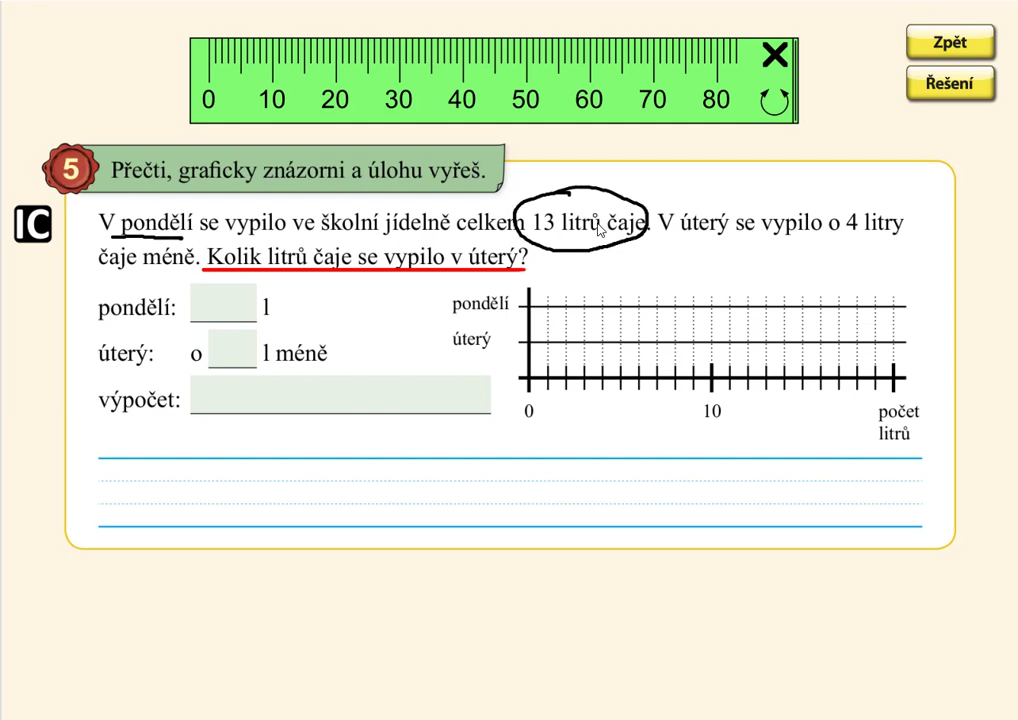 0 10 20 30 40 50 60 70 80
Zpět
Řešení
5 Přečti, graficky znázorni a úlohu vyřeš.
IC
V pondělí se vypilo ve školní jídelně celkem 13 litrů čaje. V úterý se vypilo o 4 litry
čaje méně. Kolik litrů čaje se vypilo v úterý?
pondělí: l
úterý: o l méně
výpočet:
pondělí
úterý
0 10 počet
litrů